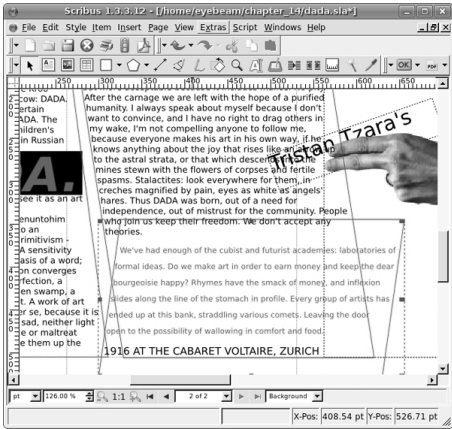 Scribus 1.3.3.12 - [/home/eyebeam/chapter_14/dada.sla*]
File Edit Style Item Insert Page View Extras Script Windows Help
OK
250 300 350 400 450 500 550 600 650
cow: DADA.
ertain
ADA. The
hildren's
in Russian
A.
see it as an art
enuntohim
o an
rimitivism -
A sensitivity
asis of a word;
on converges
rfection, a
en swamp, a
t. A work of art
er se, because it is
sad, neither light
e or maltreat
e them up the
After the carnage we are left with the hope of a purified
humanity. I always speak about myself because I don't
want to convince, and I have no right to drag others in
my wake, I'm not compelling anyone to follow me,
because everyone makes his art in his own way, if he
knows anything about the joy that rises like an
to the astral strata, or that which descends the
mines stewn with the flowers of corpses and fertile
spasms. Stalactites: look everywhere for them, in
creches magnified by pain, eyes as white as angels'
hares. Thus DADA was born, out of a need for
independence, out of mistrust for the community. People
who join us keep their freedom. We don't accept any
theories.
Tristan Tzara's
We've had enough of the cubist and futurist academies: laboratories of
formal ideas. Do we make art in order to earn money and keep the dear
bourgeoisie happy? Rhymes have the smack of money, and inflexion
slides along the line of the stomach in profile. Every group of artists has
ended up at this bank, straddling various comets. Leaving the door
open to the possibility of wallowing in comfort and food.
1916 AT THE CABARET VOLTAIRE, ZURICH
pt 126.00 % 1:1 2 of 2 Background
X-Pos: 408.54 pt Y-Pos: 526.71 pt